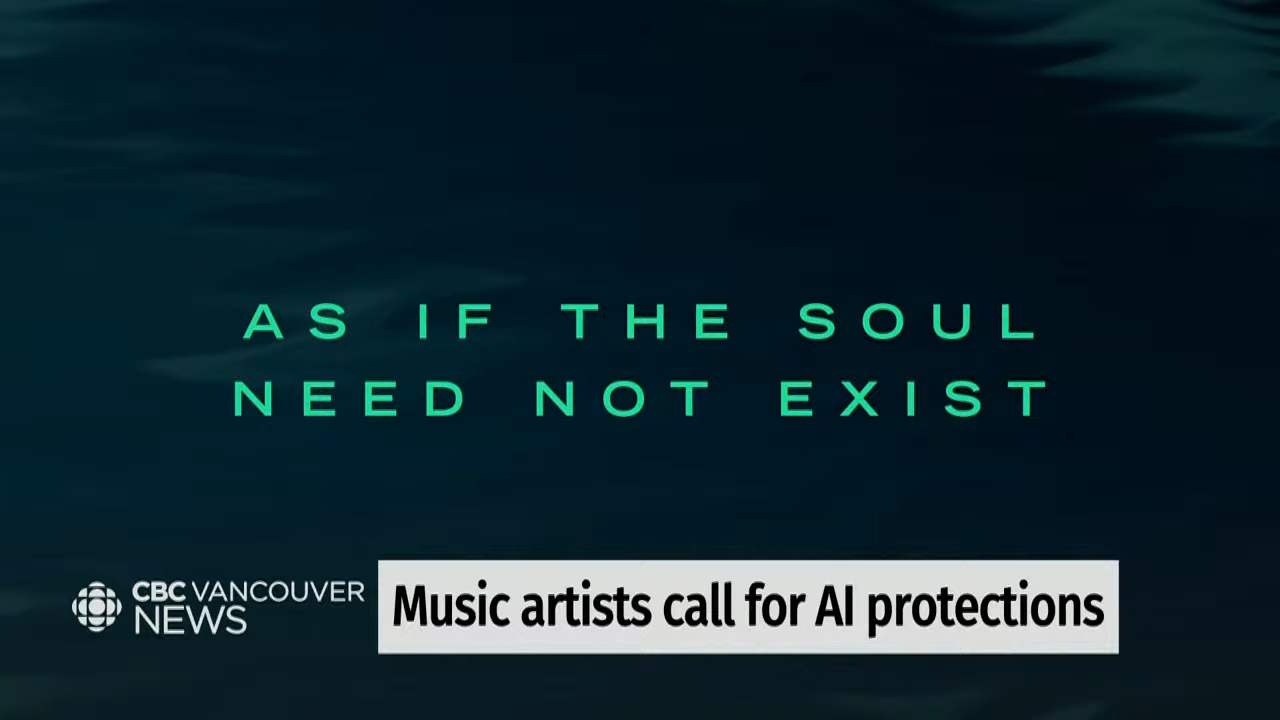 AS IF THE SOUL
NEED NOT EXIST
CBC VANCOUVER
NEWS
Music artists call for AI protections